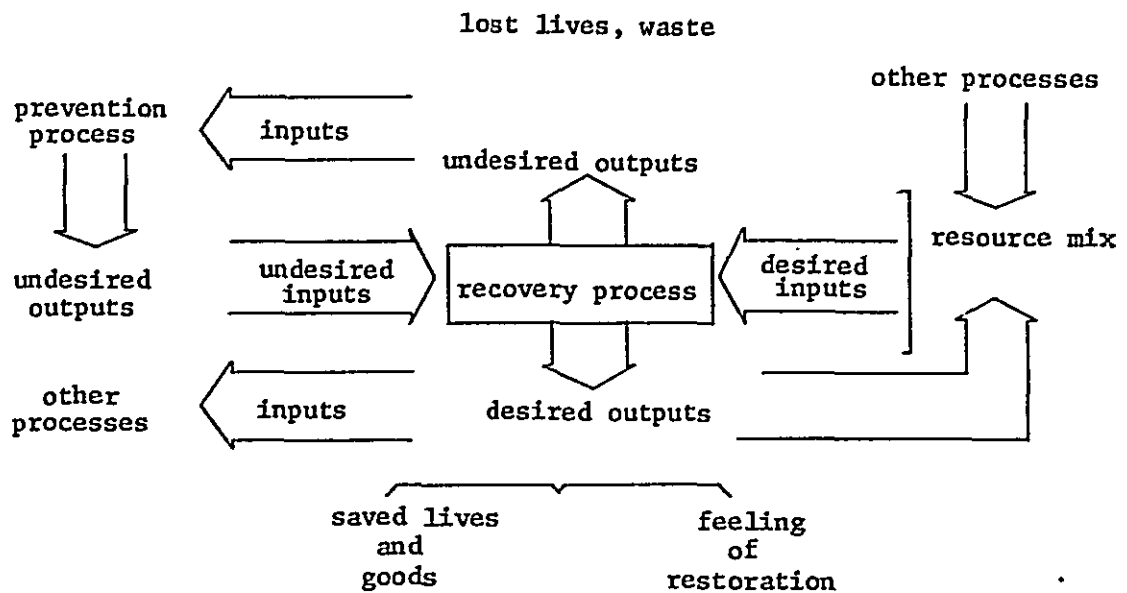 lost lives, waste
other processes
prevention
process
inputs
undesired outputs
resource mix
undesired
outputs
undesired
inputs
recovery process
desired
inputs
other
processes
inputs
desired outputs
saved lives
and
goods
feeling
of
restoration